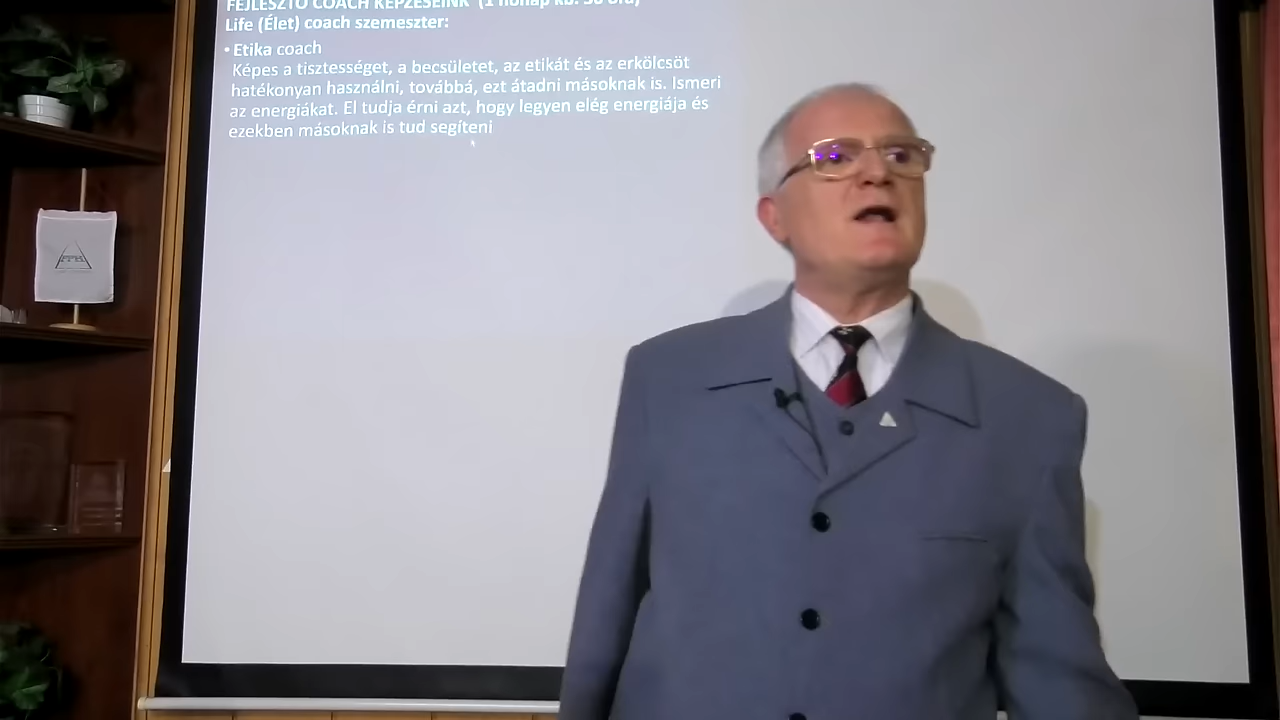 FEJLESZTŐ COACH KÉPZÉSEINK (1 hónap kb. 30 óra)
Life (Élet) coach szemeszter:
• Etika coach
Képes a tisztességet, a becsületet, az etikát és az erkölcsöt
hatékonyan használni, továbbá, ezt átadni másoknak is. Ismeri
az energiákat. El tudja érni azt, hogy legyen elég energiája és
ezekben másoknak is tud segíteni